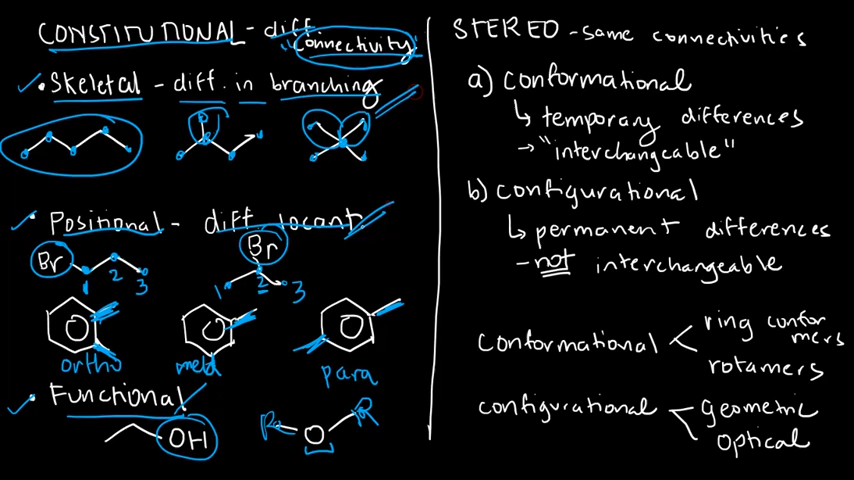 CONSTITUTIONAL - diff
"connectivity"
• Skeletal - diff. in branching
• Positional - diff. locant
Br
1 2 3
Br
1 2 3
ortho
para
• Functional
OH
R O R
STEREO - same connectivities
a) conformational
↳ temporary differences
→ "interchangeable"
b) configurational
↳ permanent differences
- not interchangeable
conformational < ring confor
mers
rotamers
configurational < geometric
optical